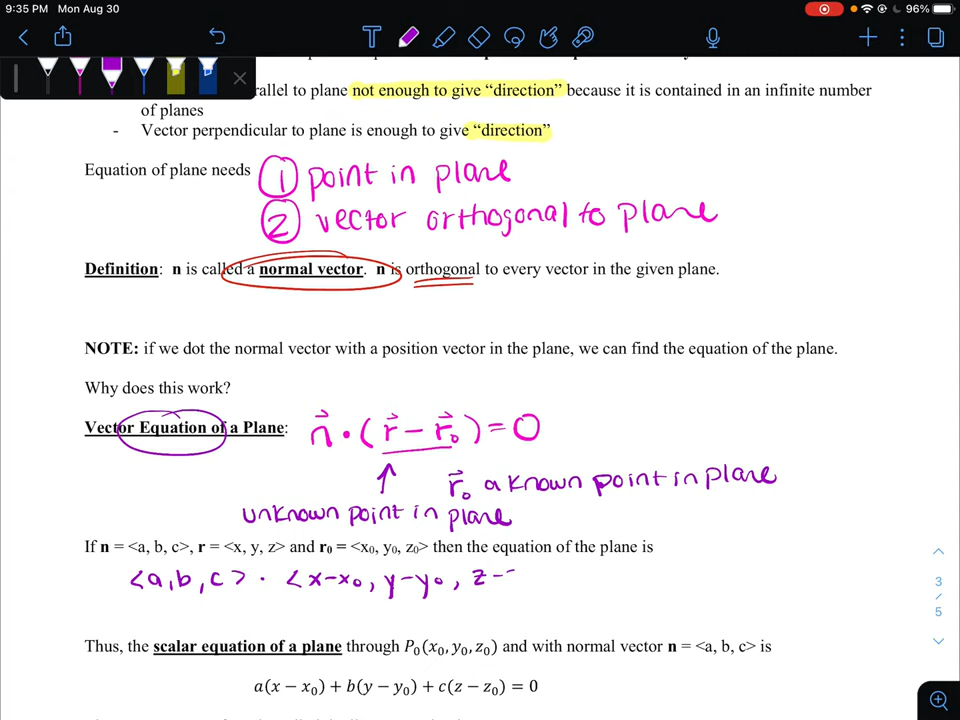 9:35 PM Mon Aug 30
96%
rallel to plane not enough to give “direction” because it is contained in an infinite number
of planes
- Vector perpendicular to plane is enough to give “direction”
Equation of plane needs ① point in plane
② vector orthogonal to plane
Definition: n is called a normal vector. n is orthogonal to every vector in the given plane.
NOTE: if we dot the normal vector with a position vector in the plane, we can find the equation of the plane.
Why does this work?
Vector Equation of a Plane: n⃗ • (r⃗ − r⃗₀) = 0
↑ r⃗₀ a known point in plane
unknown point in plane
If n = <a, b, c>, r = <x, y, z> and r₀ = <x₀, y₀, z₀> then the equation of the plane is
<a, b, c> · <x−x₀, y−y₀, z−
Thus, the scalar equation of a plane through P₀(x₀, y₀, z₀) and with normal vector n = <a, b, c> is
a(x − x₀) + b(y − y₀) + c(z − z₀) = 0
3
/
5